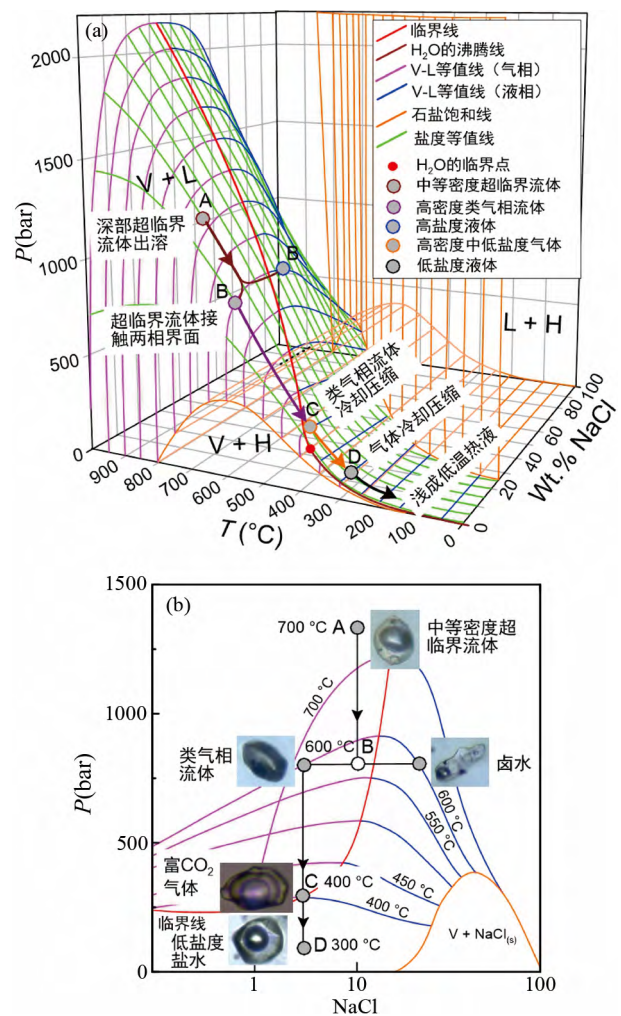 (a)
2000
1500
1000
500
0
P(bar)
V + L
A
深部超临界
流体出溶
B
B
超临界流体接
触两相界面
V + H
C
D
类气相流体
冷却压缩
气体冷却压缩
浅成低温热液
L + H
900
800
700
600
500
400
300
200
100
0
T (°C)
0
20
40
60
80
100
Wt.% NaCl
临界线
H₂O的沸腾线
V-L等值线（气相）
V-L等值线（液相）
石盐饱和线
盐度等值线
H₂O的临界点
中等密度超临界流体
高密度类气相流体
高盐度液体
高密度中低盐度气体
低盐度液体
(b)
1500
1000
500
0
P(bar)
700 °C A
中等密度超
临界流体
700 °C
类气相
流体
600 °C
B
卤水
600 °C
550 °C
450 °C
400 °C
富CO₂
气体
C 400 °C
临界线
低盐度
盐水
D 300 °C
V + NaCl(s)
1
10
100
NaCl